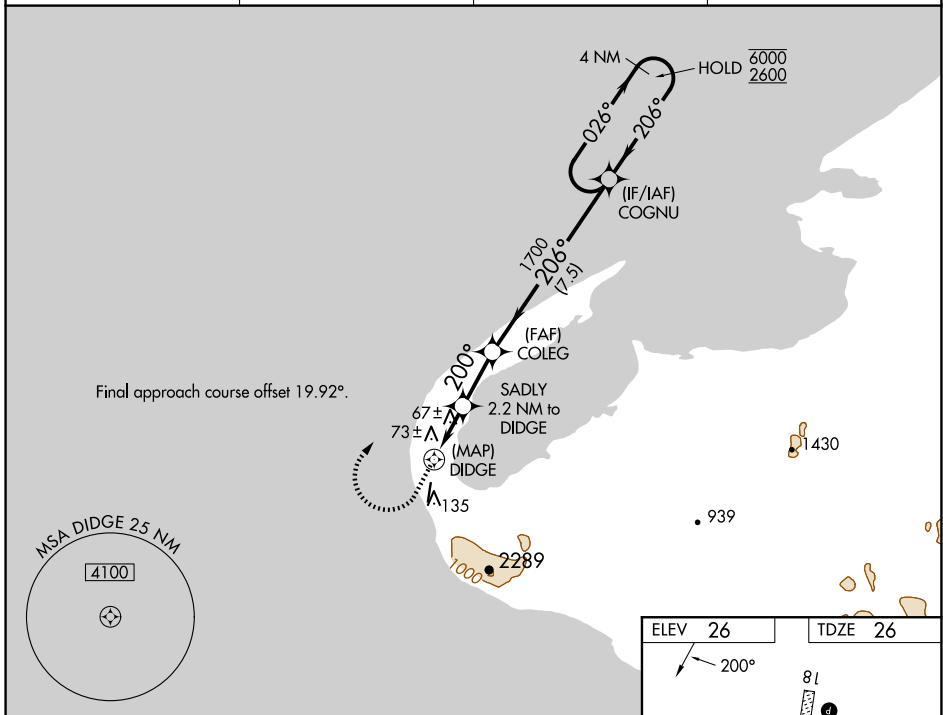 4 NM
HOLD 6000
2600
026°
206°
(IF/IAF)
COGNU
1700
206°
(7.5)
(FAF)
COLEG
200°
SADLY
2.2 NM to
DIDGE
Final approach course offset 19.92°.
67±
73±
(MAP)
DIDGE
1430
135
939
MSA DIDGE 25 NM
4100
2289
1000
ELEV 26
TDZE 26
200°
18
P